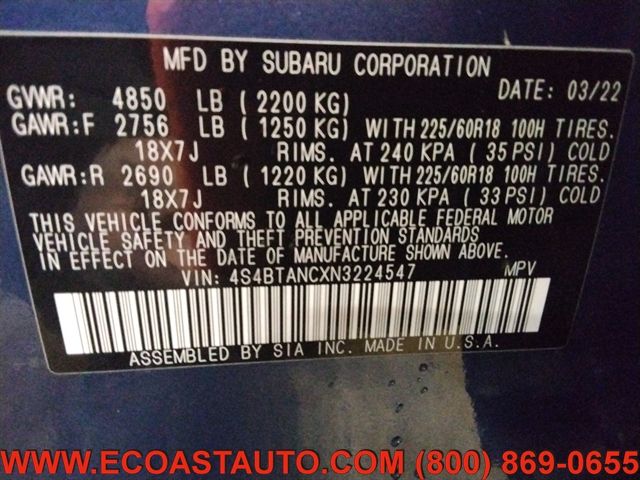 MFD BY SUBARU CORPORATION
DATE: 03/22
GVWR: 4850 LB ( 2200 KG)
GAWR:F 2756 LB ( 1250 KG) WITH 225/60R18 100H TIRES.
18X7J RIMS. AT 240 KPA ( 35 PSI) COLD
GAWR:R 2690 LB ( 1220 KG) WITH 225/60R18 100H TIRES.
18X7J RIMS. AT 230 KPA ( 33 PSI) COLD
THIS VEHICLE CONFORMS TO ALL APPLICABLE FEDERAL MOTOR
VEHICLE SAFETY AND THEFT PREVENTION STANDARDS
IN EFFECT ON THE DATE OF MANUFACTURE SHOWN ABOVE.
VIN: 4S4BTANCXN3224547 MPV
ASSEMBLED BY SIA INC. MADE IN U.S.A.
WWW.ECOASTAUTO.COM (800) 869-0655